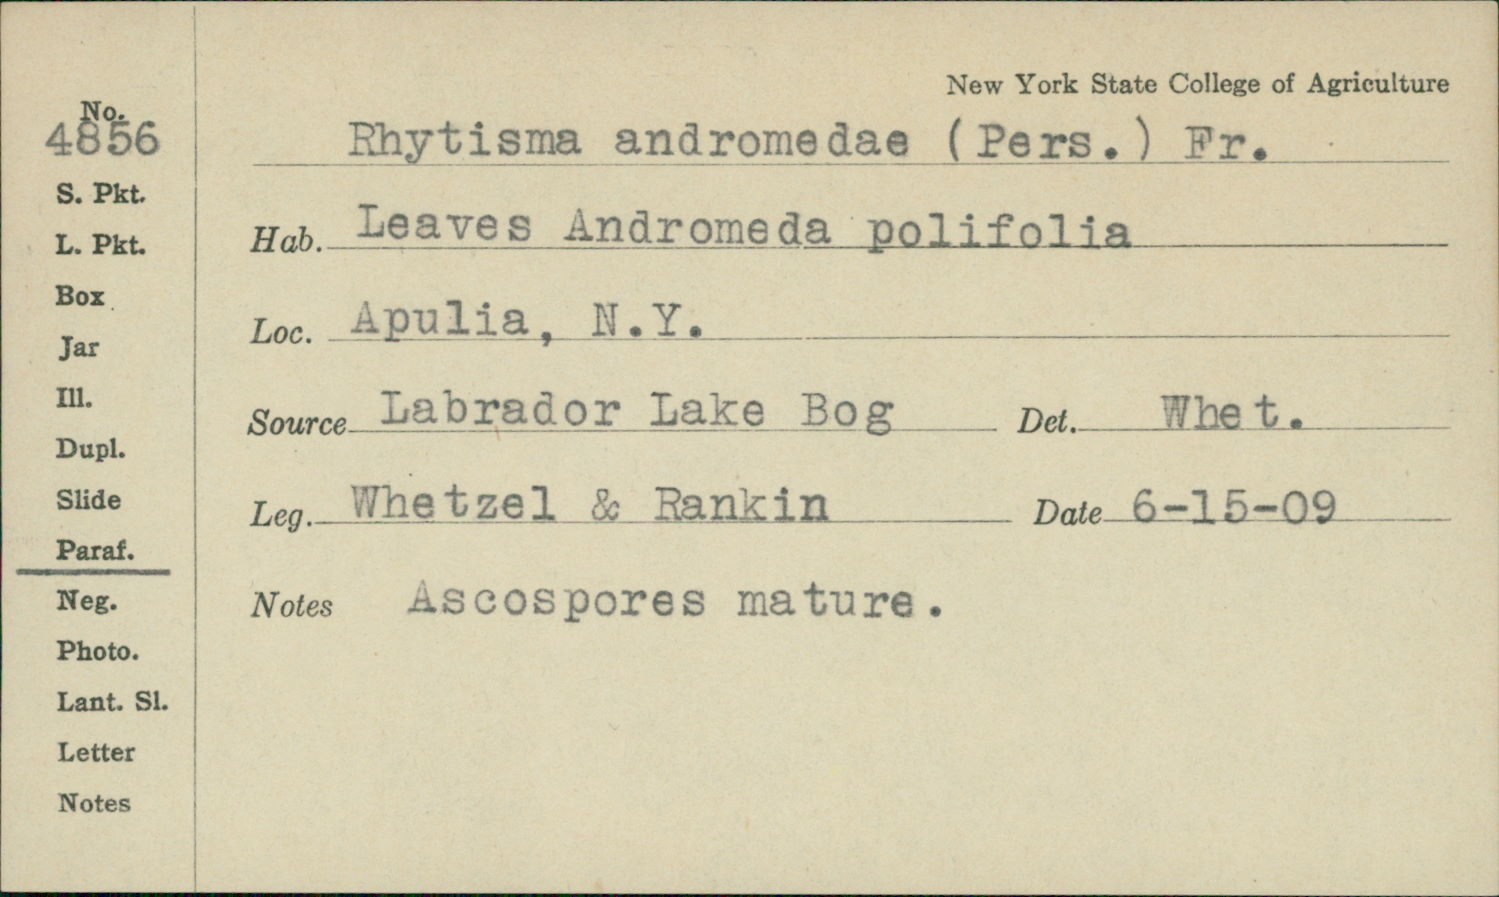 New York State College of Agriculture
No.
4856
Rhytisma andromedae (Pers.) Fr.
S. Pkt.
Hab. Leaves Andromeda polifolia
L. Pkt.
Box
Loc. Apulia, N.Y.
Jar
Ill.
Source Labrador Lake Bog Det. Whet.
Dupl.
Slide
Leg. Whetzel & Rankin Date 6-15-09
Paraf.
Neg.
Notes Ascospores mature.
Photo.
Lant. Sl.
Letter
Notes